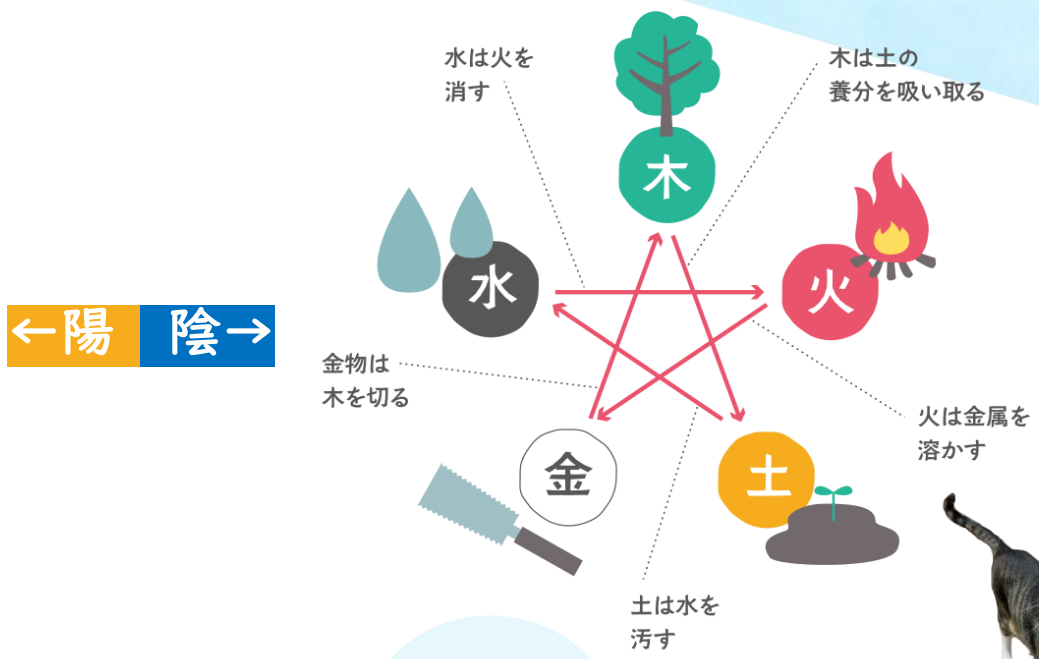 水は火を
消す
木は土の
養分を吸い取る
木
水
火
←陽 陰→
金物は
木を切る
火は金属を
溶かす
金
土
土は水を
汚す